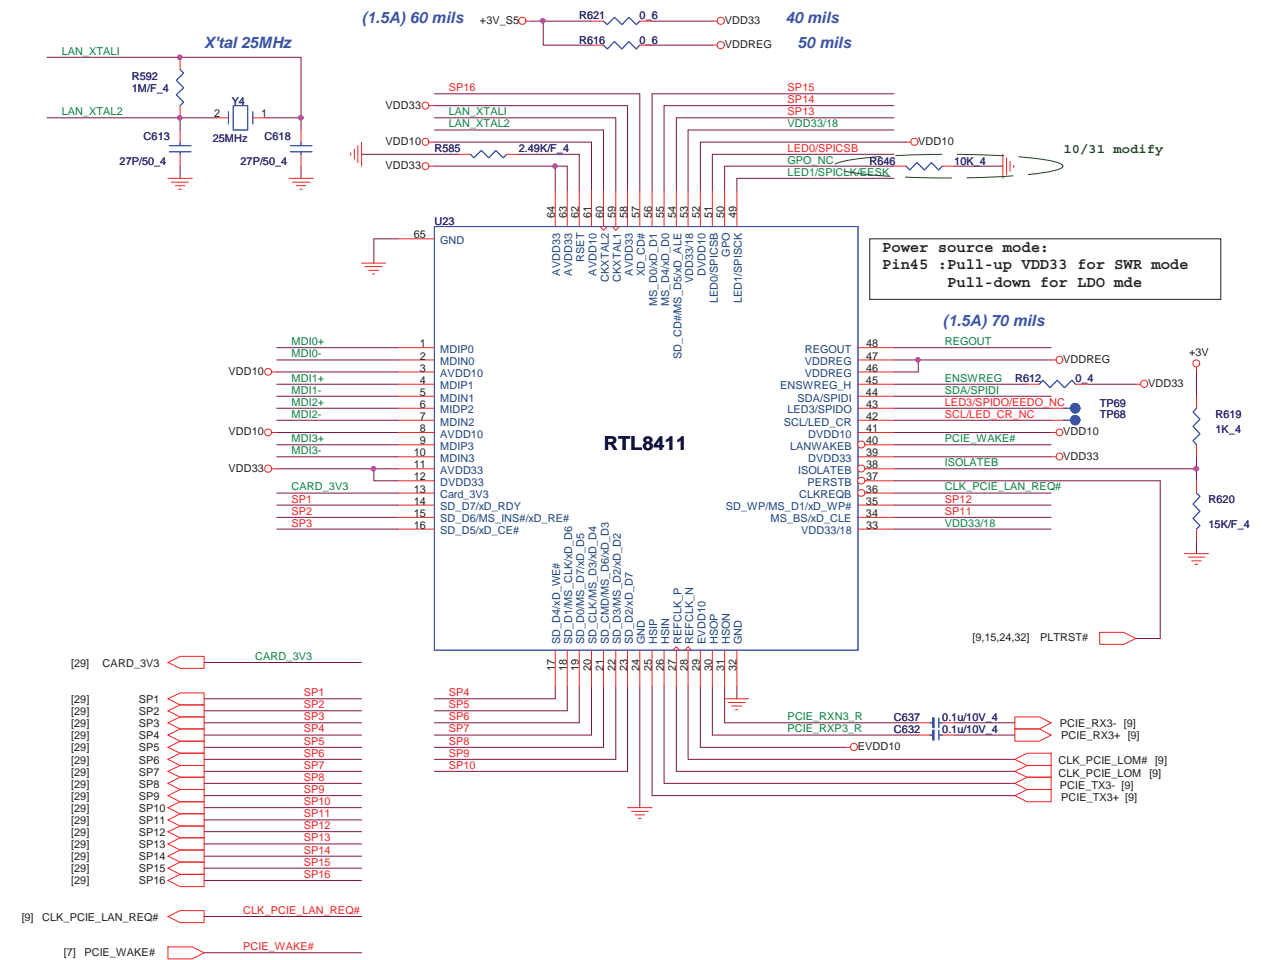 (1.5A) 60 mils +3V_S5 R621 0_6 VDD33 40 mils
R616 0_6 VDDREG 50 mils
X'tal 25MHz
LAN_XTALI
R592
1M/F_4
LAN_XTAL2
2 Y4 1
25MHz
C613
27P/50_4
C618
27P/50_4
SP16
VDD33
LAN_XTALI
LAN_XTAL2
VDD10
R585 2.49K/F_4
VDD33
SP15
SP14
SP13
VDD33/18
VDD10
LED0/SPICSB
GPO_NC
R646 10K_4
LED1/SPICLK/EESK
10/31 modify
64 63 62 61 60 59 58 57 56 55 54 53 52 51 50 49
U23
65 GND
AVDD33
AVDD33
RSET
AVDD10
CKXTAL2
CKXTAL1
AVDD33
XD_CD#
MS_D0/xD_D1
MS_D4/xD_D0
SD_CD#/MS_D5/xD_ALE
VDD33/18
DVDD10
LED0/SPICSB
GPO
LED1/SPISCK
Power source mode:
Pin45 :Pull-up VDD33 for SWR mode
Pull-down for LDO mde
(1.5A) 70 mils
MDI0+ 1 MDIP0
MDI0- 2 MDIN0
VDD10 3 AVDD10
MDI1+ 4 MDIP1
MDI1- 5 MDIN1
MDI2+ 6 MIDP2
MDI2- 7 MDIN2
VDD10 8 AVDD10
MDI3+ 9 MDIP3
MDI3- 10 MDIN3
VDD33 11 AVDD33
12 DVDD33
CARD_3V3 13 Card_3V3
SP1 14 SD_D7/xD_RDY
SP2 15 SD_D6/MS_INS#/xD_RE#
SP3 16 SD_D5/xD_CE#
RTL8411
REGOUT 48 REGOUT
VDDREG 47 VDDREG
VDDREG 46
ENSWREG_H 45 ENSWREG R612 0_4 VDD33
SDA/SPIDI 44 SDA/SPIDI
LED3/SPIDO 43 LED3/SPIDO/EEDO_NC TP69
SCL/LED_CR 42 SCL/LED_CR_NC TP68
DVDD10 41 VDD10
LANWAKEB 40 PCIE_WAKE#
DVDD33 39 VDD33
ISOLATEB 38 ISOLATEB
PERSTB 37
CLKREQB 36 CLK_PCIE_LAN_REQ#
SD_WP/MS_D1/xD_WP# 35 SP12
MS_BS/xD_CLE 34 SP11
VDD33/18 33 VDD33/18
+3V
R619
1K_4
R620
15K/F_4
SD_D4/xD_WE#
SD_D1/MS_CLK/xD_D6
SD_D0/MS_D7/xD_D5
SD_CLK/MS_D3/xD_D4
SD_CMD/MS_D6/xD_D3
SD_D3/MS_D2/xD_D2
SD_D2/xD_D7
GND
HSIP
HSIN
REFCLK_P
REFCLK_N
EVDD10
HSOP
HSON
GND
17 18 19 20 21 22 23 24 25 26 27 28 29 30 31 32
[9,15,24,32] PLTRST#
[29] CARD_3V3 CARD_3V3
[29] SP1 SP1
[29] SP2 SP2
[29] SP3 SP3
[29] SP4 SP4
[29] SP5 SP5
[29] SP6 SP6
[29] SP7 SP7
[29] SP8 SP8
[29] SP9 SP9
[29] SP10 SP10
[29] SP11 SP11
[29] SP12 SP12
[29] SP13 SP13
[29] SP14 SP14
[29] SP15 SP15
[29] SP16 SP16
SP4
SP5
SP6
SP7
SP8
SP9
SP10
PCIE_RXN3_R C637 0.1u/10V_4 PCIE_RX3- [9]
PCIE_RXP3_R C632 0.1u/10V_4 PCIE_RX3+ [9]
EVDD10
CLK_PCIE_LOM# [9]
CLK_PCIE_LOM [9]
PCIE_TX3- [9]
PCIE_TX3+ [9]
[9] CLK_PCIE_LAN_REQ# CLK_PCIE_LAN_REQ#
[7] PCIE_WAKE# PCIE_WAKE#